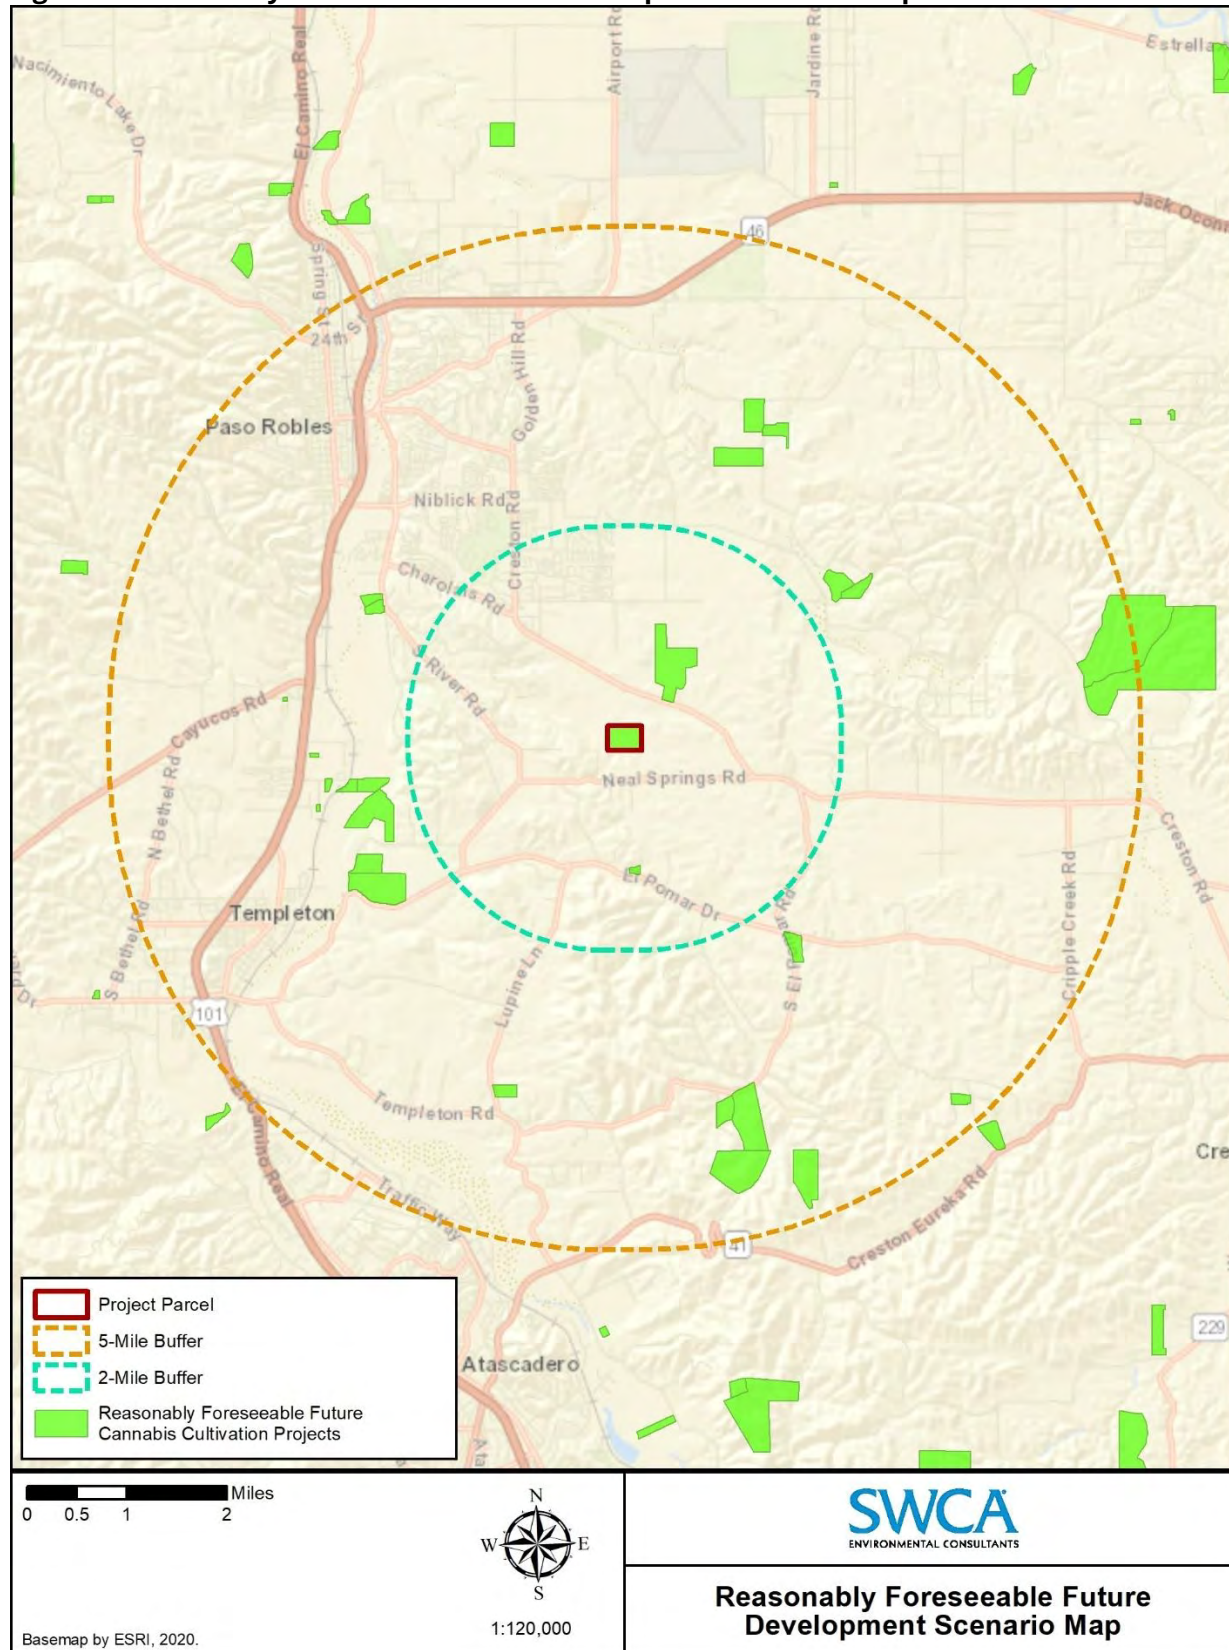 Estrella
Nacimiento Lake Dr
El Camino Real
Airport Rd
Jardine Rd
Jack Ocon
46
Spring St
24th St
Golden Hill Rd
Paso Robles
Niblick Rd
Creston Rd
Charolais Rd
S River Rd
Cayucos Rd
N Bethel Rd
Neal Springs Rd
Creston Rd
Cripple Creek Rd
El Pomar Dr
Templeton
S Bethel Rd
S El Pomar Rd
Lupine Ln
Dr
101
Templeton Rd
El Camino Real
Cre
Traffic Way
Creston Eureka Rd
41
229
Atascadero
Ata
Project Parcel
5-Mile Buffer
2-Mile Buffer
Reasonably Foreseeable Future
Cannabis Cultivation Projects
Miles
0 0.5 1 2
N
W E
S
1:120,000
Basemap by ESRI, 2020.
SWCA
ENVIRONMENTAL CONSULTANTS
Reasonably Foreseeable Future
Development Scenario Map